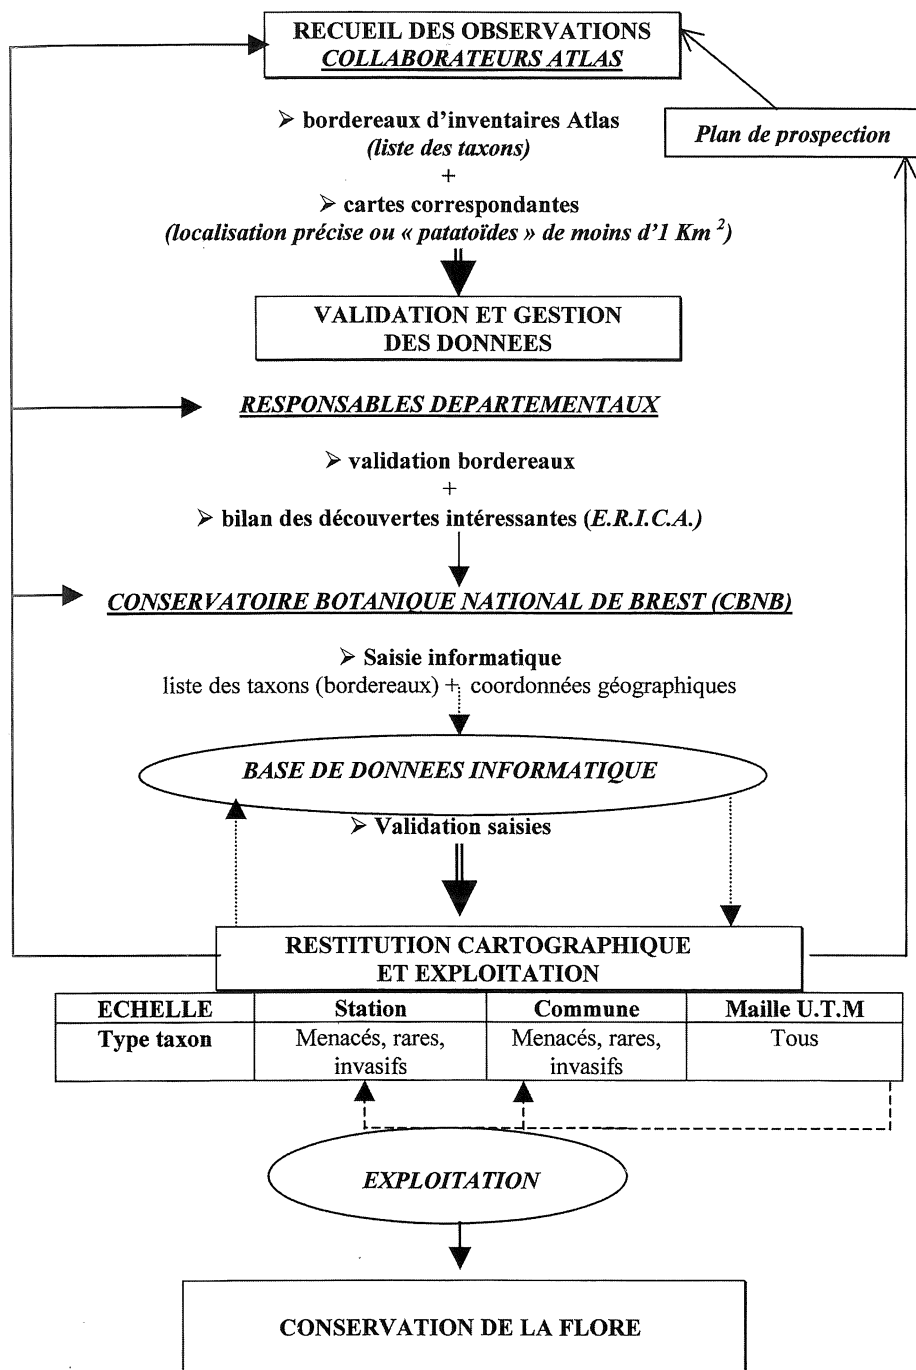 RECUEIL DES OBSERVATIONS
COLLABORATEURS ATLAS
Plan de prospection
➢ bordereaux d'inventaires Atlas
(liste des taxons)
+
➢ cartes correspondantes
(localisation précise ou « patatoïdes » de moins d'1 Km ²)
VALIDATION ET GESTION
DES DONNEES
RESPONSABLES DEPARTEMENTAUX
➢ validation bordereaux
+
➢ bilan des découvertes intéressantes (E.R.I.C.A.)
CONSERVATOIRE BOTANIQUE NATIONAL DE BREST (CBNB)
➢ Saisie informatique
liste des taxons (bordereaux) + coordonnées géographiques
BASE DE DONNEES INFORMATIQUE
➢ Validation saisies
RESTITUTION CARTOGRAPHIQUE
ET EXPLOITATION
ECHELLE Station Commune Maille U.T.M
Type taxon Menacés, rares, Menacés, rares, Tous
invasifs invasifs
EXPLOITATION
CONSERVATION DE LA FLORE